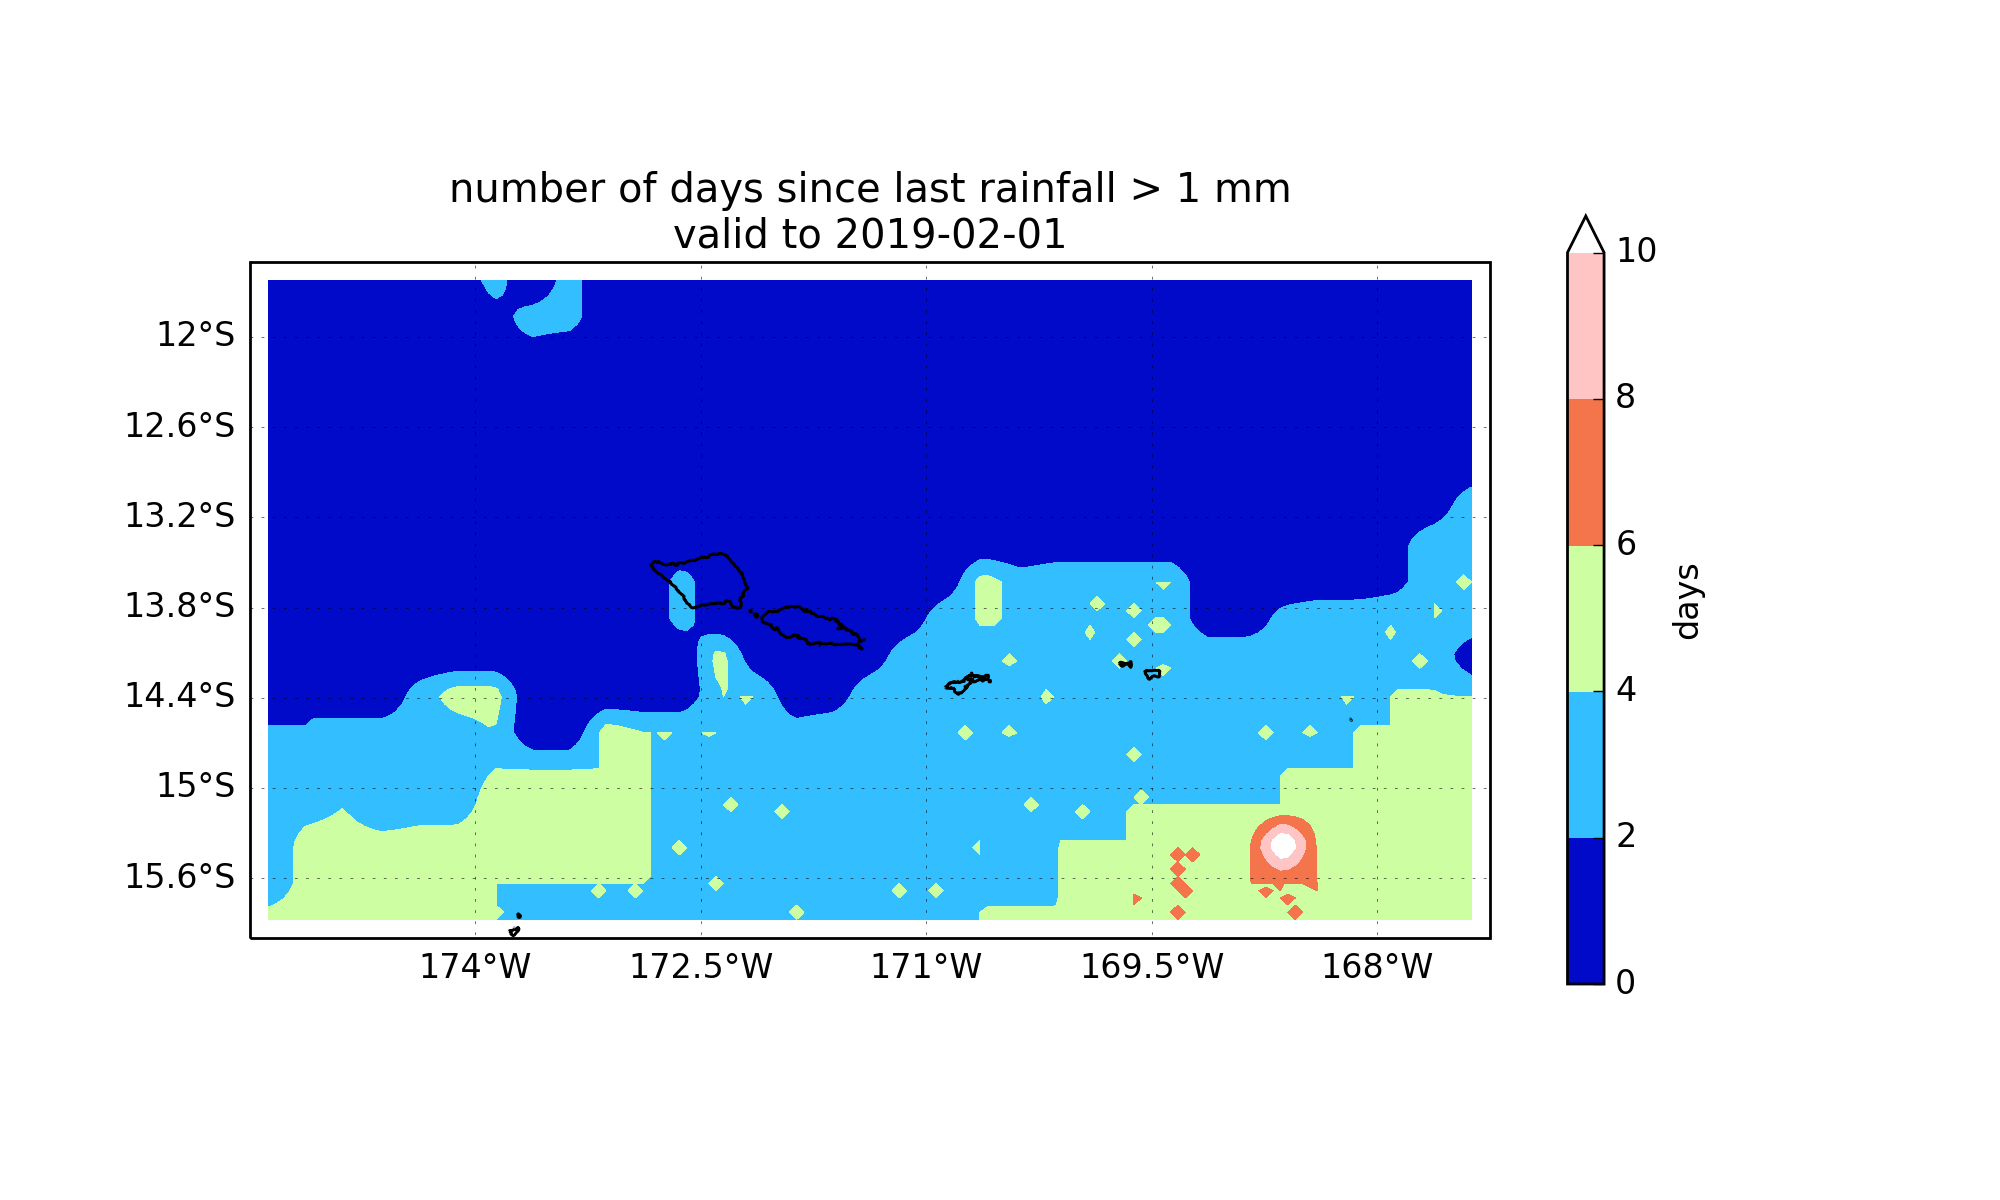 number of days since last rainfall > 1 mm
valid to 2019-02-01
12°S
12.6°S
13.2°S
13.8°S
14.4°S
15°S
15.6°S
174°W
172.5°W
171°W
169.5°W
168°W
10
8
6
4
2
0
days